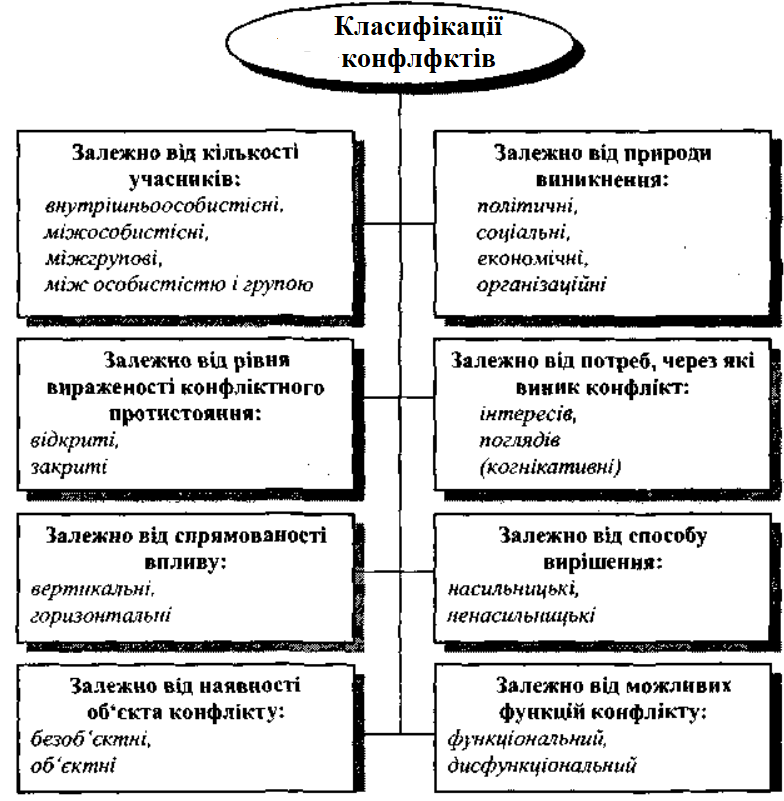 Класифікації
конфлфктів
Залежно від кількості
учасників:
внутрішньоособистісні,
міжособистісні,
міжгрупові,
між особистістю і групою
Залежно від природи
виникнення:
політичні,
соціальні,
економічні,
організаційні
Залежно від рівня
вираженості конфліктного
протистояння:
відкриті,
закриті
Залежно від потреб, через які
виник конфлікт:
інтересів,
поглядів
(когнікативні)
Залежно від спрямованості
впливу:
вертикальні,
горизонтальні
Залежно від способу
вирішення:
насильницькі,
ненасильницькі
Залежно від наявності
об‘єкта конфлікту:
безоб‘єктні,
об‘єктні
Залежно від можливих
функцій конфлікту:
функціональний,
дисфункціональний